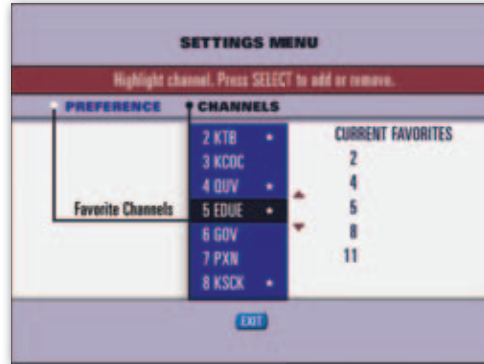 SETTINGS MENU
Highlight channel. Press SELECT to add or remove.
PREFERENCE CHANNELS
Favorite Channels
2 KTB *
3 KCOC
4 QUV *
5 EDUE *
6 GOV
7 PXN
8 KSCK *
CURRENT FAVORITES
2
4
5
8
11
EXIT